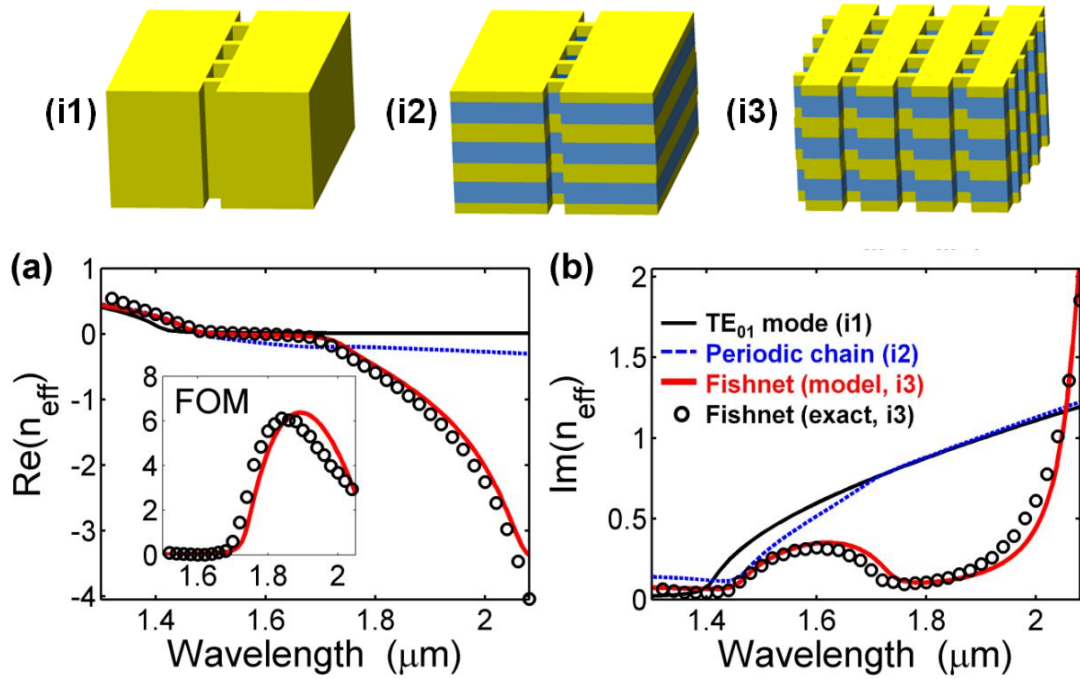 (i1)
(i2)
(i3)
(a)
(b)
1
0
-1
-2
-3
-4
Re(n_eff)
1.4
1.6
1.8
2
Wavelength (μm)
FOM
8
6
4
2
0
1.6
1.8
2
2
1.5
1
0.5
0
Im(n_eff)
TE₀₁ mode (i1)
Periodic chain (i2)
Fishnet (model, i3)
Fishnet (exact, i3)
1.4
1.6
1.8
2
Wavelength (μm)